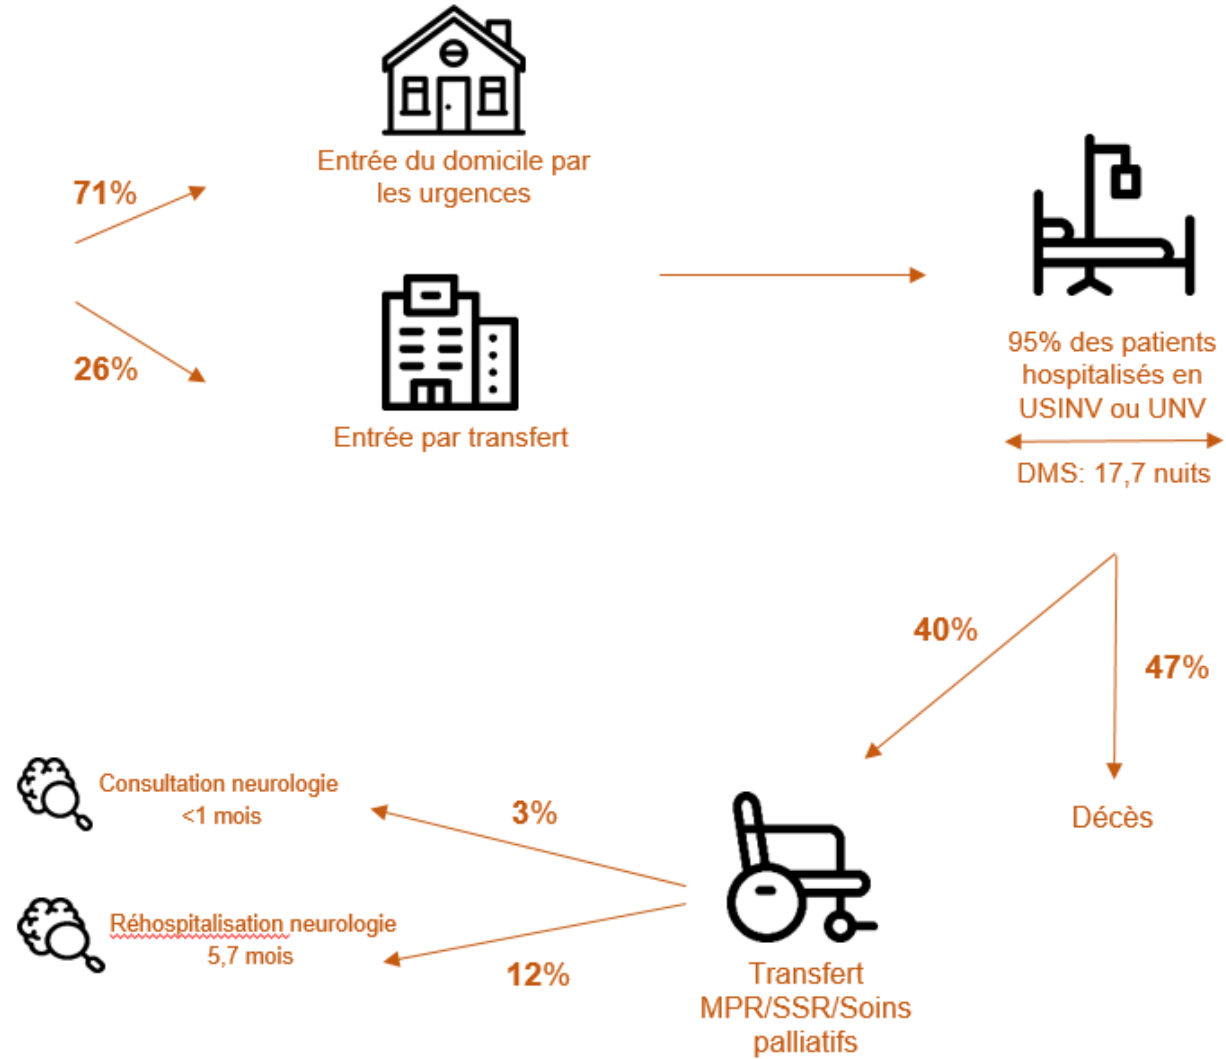 71%
Entrée du domicile par
les urgences
26%
Entrée par transfert
95% des patients
hospitalisés en
USINV ou UNV
DMS: 17,7 nuits
40%
47%
Décès
Transfert
MPR/SSR/Soins
palliatifs
3%
Consultation neurologie
<1 mois
12%
Réhospitalisation neurologie
5,7 mois